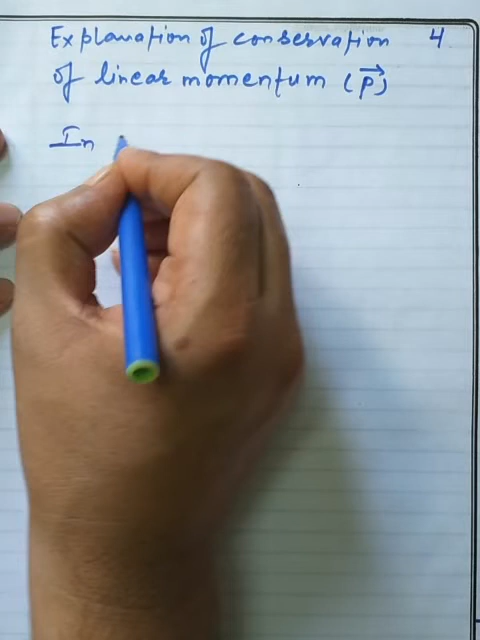 Explanation of conservation 4
of linear momentum (p⃗)
In